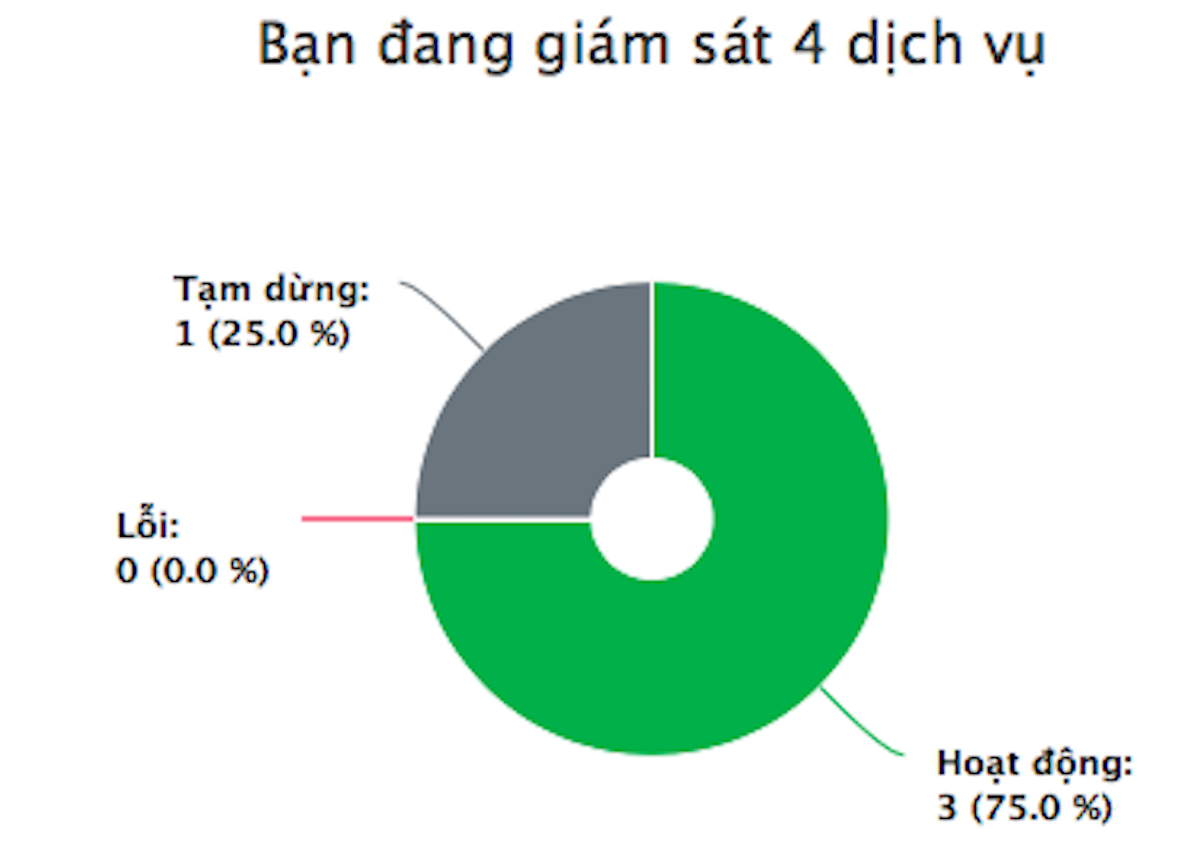 Bạn đang giám sát 4 dịch vụ
Tạm dừng:
1 (25.0 %)
Lỗi:
0 (0.0 %)
Hoạt động:
3 (75.0 %)